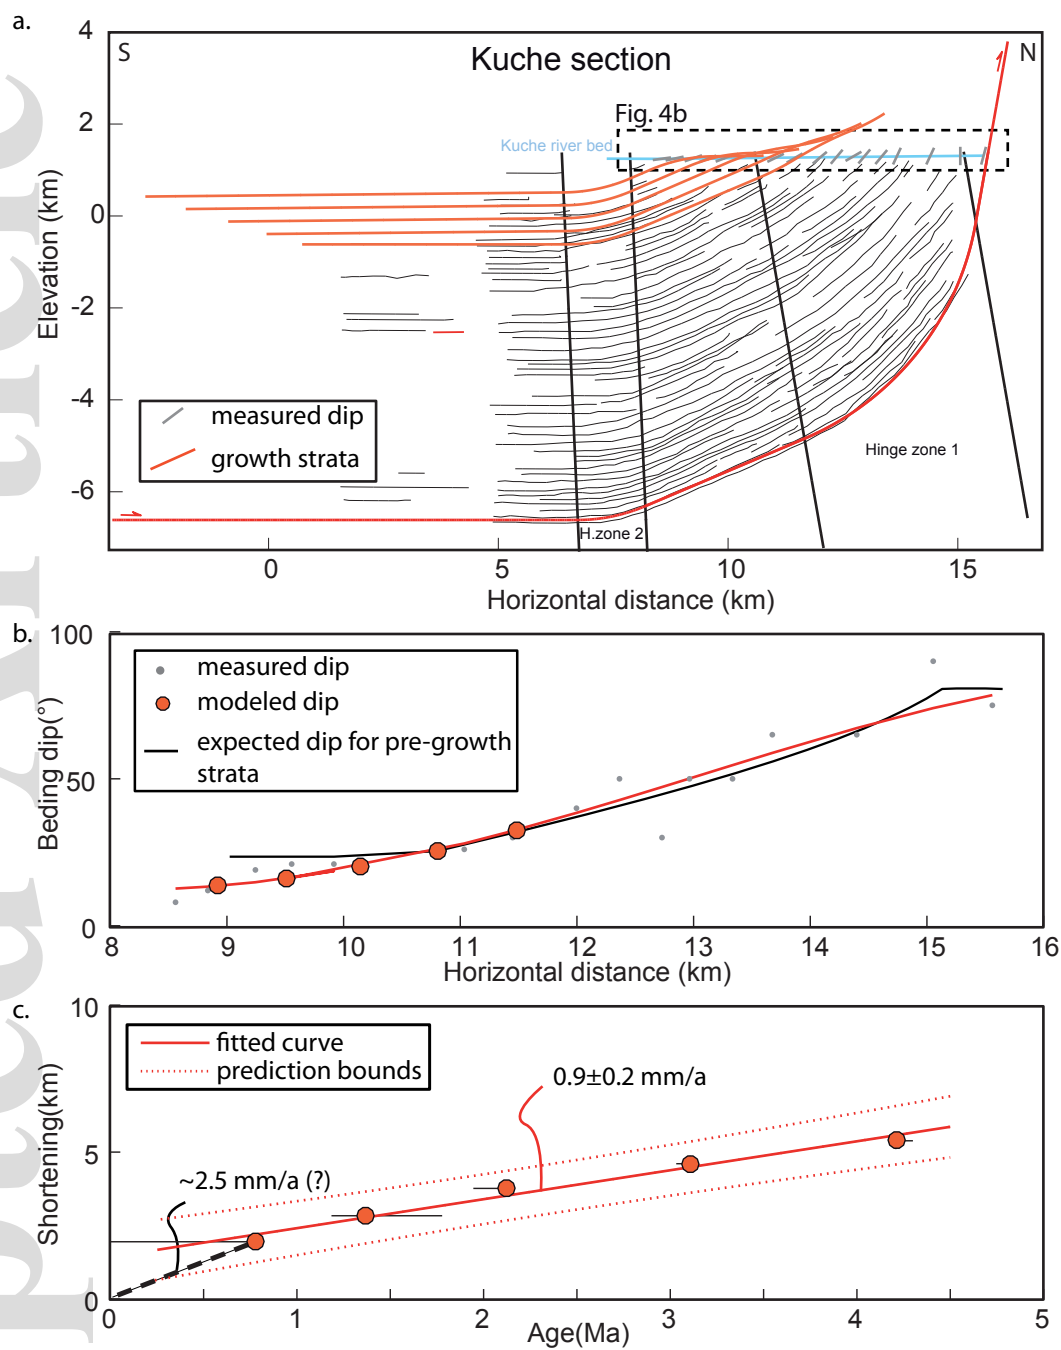 a.
4
2
0
-2
-4
-6
Elevation (km)
S
Kuche section
N
Fig. 4b
Kuche river bed
measured dip
growth strata
Hinge zone 1
H.zone 2
0
5
10
15
Horizontal distance (km)
b.
100
50
0
Beding dip(°)
measured dip
modeled dip
expected dip for pre-growth
strata
8
9
10
11
12
13
14
15
16
Horizontal distance (km)
c.
10
5
0
Shortening(km)
fitted curve
prediction bounds
0.9±0.2 mm/a
~2.5 mm/a (?)
0
1
2
3
4
5
Age(Ma)